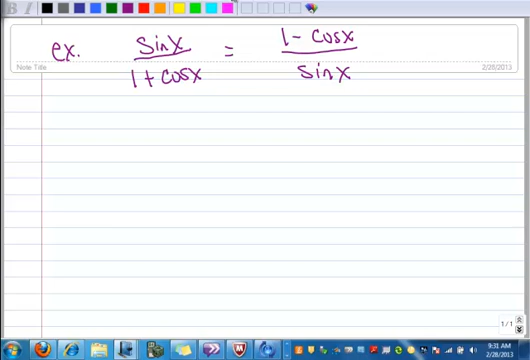 B I
ex. sinx / 1 + cosx = 1 - cosx / sinx
Note Title
2/28/2013
1/1
9:31 AM
2/28/2013